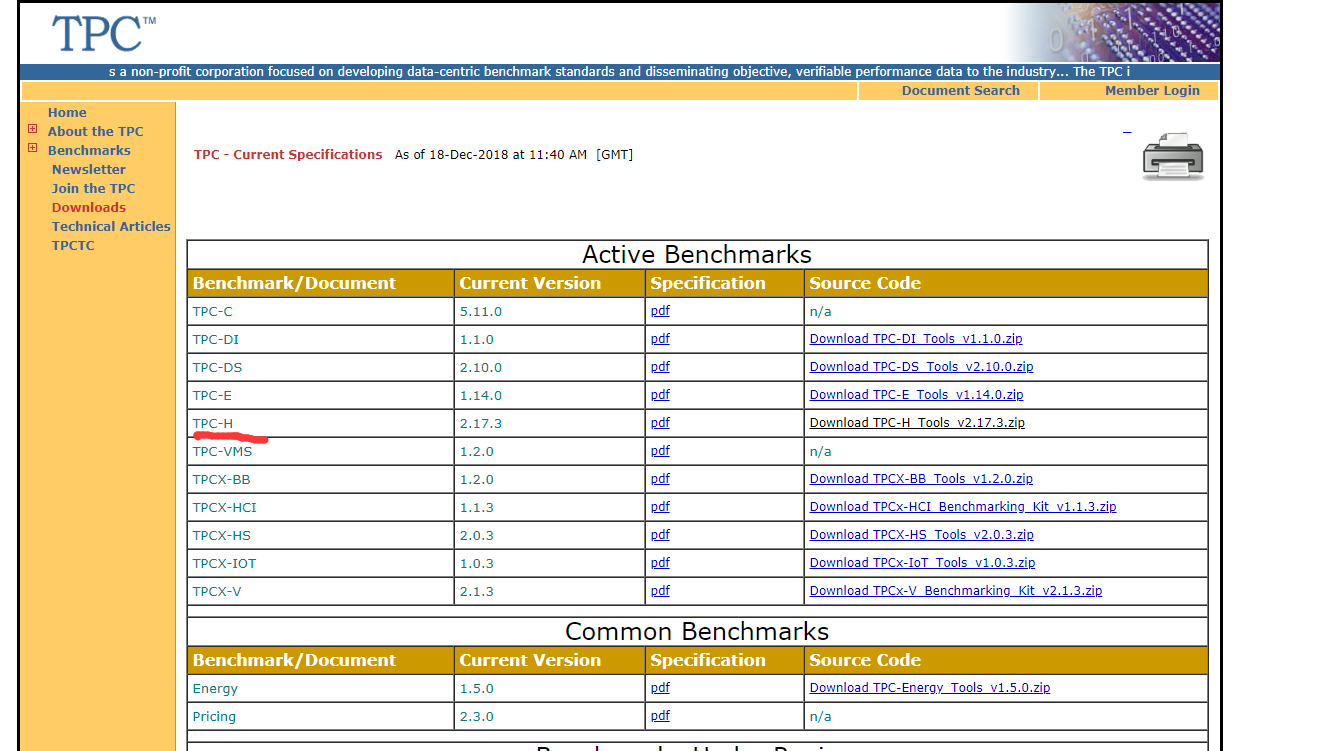 TPC™
s a non-profit corporation focused on developing data-centric benchmark standards and disseminating objective, verifiable performance data to the industry... The TPC i
Document Search Member Login
Home
About the TPC
Benchmarks
Newsletter
Join the TPC
Downloads
Technical Articles
TPCTC
TPC - Current Specifications As of 18-Dec-2018 at 11:40 AM [GMT]
Active Benchmarks
Benchmark/Document Current Version Specification Source Code
TPC-C 5.11.0 pdf n/a
TPC-DI 1.1.0 pdf Download TPC-DI_Tools_v1.1.0.zip
TPC-DS 2.10.0 pdf Download TPC-DS_Tools_v2.10.0.zip
TPC-E 1.14.0 pdf Download TPC-E_Tools_v1.14.0.zip
TPC-H 2.17.3 pdf Download TPC-H_Tools_v2.17.3.zip
TPC-VMS 1.2.0 pdf n/a
TPCX-BB 1.2.0 pdf Download TPCX-BB_Tools_v1.2.0.zip
TPCX-HCI 1.1.3 pdf Download TPCx-HCI_Benchmarking_Kit_v1.1.3.zip
TPCX-HS 2.0.3 pdf Download TPCX-HS_Tools_v2.0.3.zip
TPCX-IOT 1.0.3 pdf Download TPCx-IoT_Tools_v1.0.3.zip
TPCX-V 2.1.3 pdf Download TPCx-V_Benchmarking_Kit_v2.1.3.zip
Common Benchmarks
Benchmark/Document Current Version Specification Source Code
Energy 1.5.0 pdf Download TPC-Energy_Tools_v1.5.0.zip
Pricing 2.3.0 pdf n/a